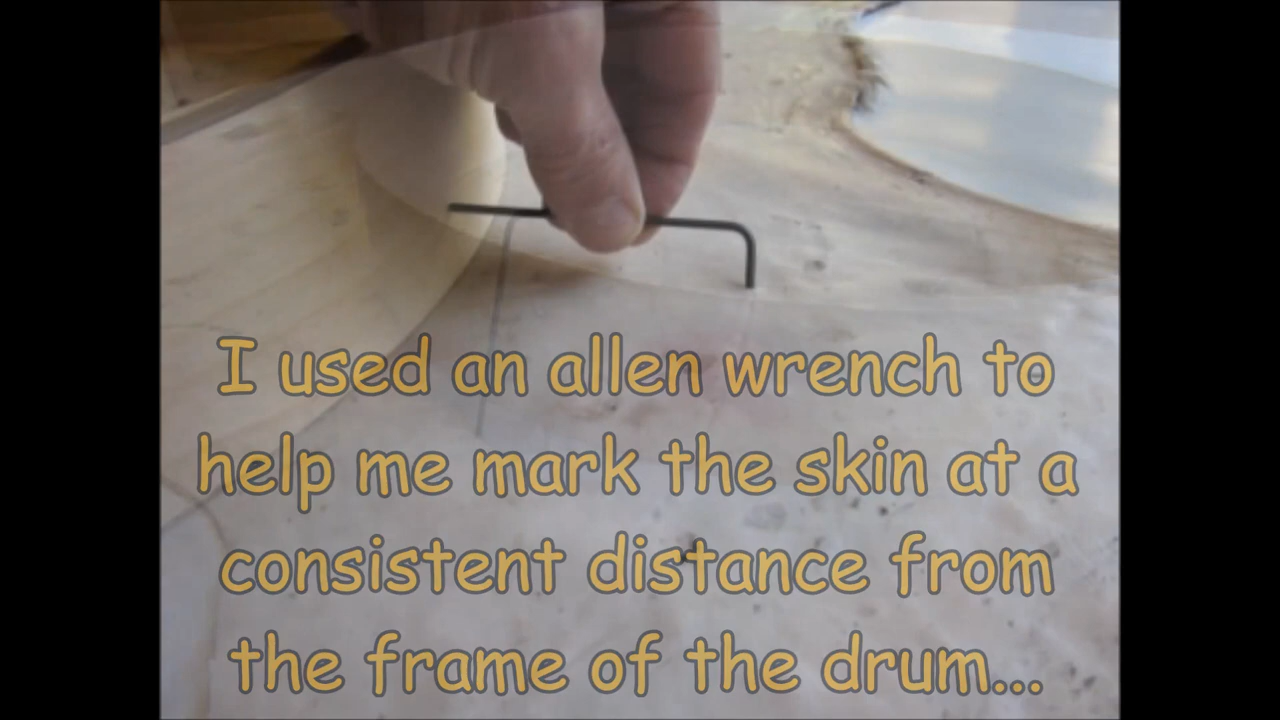 I used an allen wrench to
help me mark the skin at a
consistent distance from
the frame of the drum...